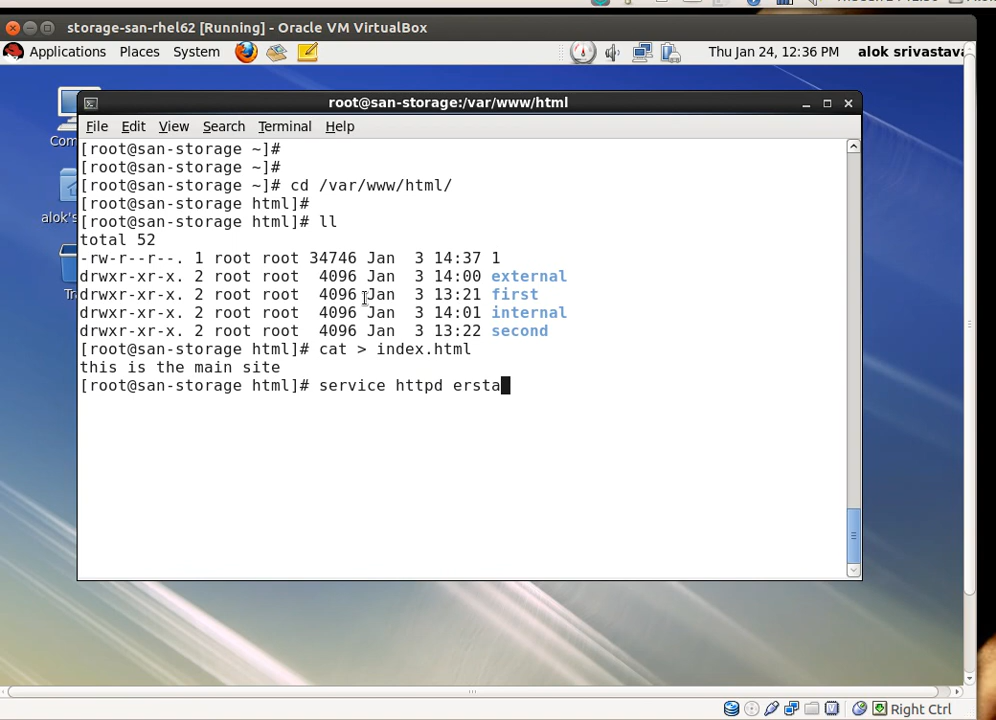 storage-san-rhel62 [Running] - Oracle VM VirtualBox
Applications Places System Thu Jan 24, 12:36 PM alok srivastava
root@san-storage:/var/www/html
File Edit View Search Terminal Help
[root@san-storage ~]#
[root@san-storage ~]#
[root@san-storage ~]# cd /var/www/html/
[root@san-storage html]#
[root@san-storage html]# ll
total 52
-rw-r--r--. 1 root root 34746 Jan  3 14:37 1
drwxr-xr-x. 2 root root  4096 Jan  3 14:00 external
drwxr-xr-x. 2 root root  4096 Jan  3 13:21 first
drwxr-xr-x. 2 root root  4096 Jan  3 14:01 internal
drwxr-xr-x. 2 root root  4096 Jan  3 13:22 second
[root@san-storage html]# cat > index.html
this is the main site
[root@san-storage html]# service httpd ersta
Com
alok's
Tr
Right Ctrl